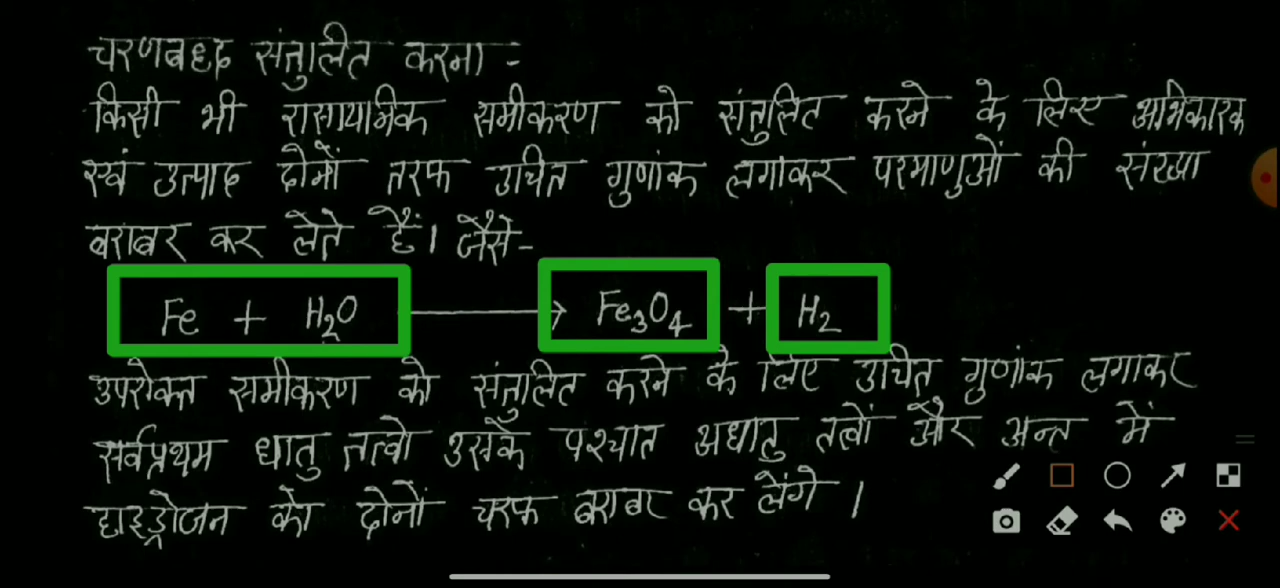 चरणबद्ध संतुलित करना :-
किसी भी रासायनिक समीकरण को संतुलित करने के लिए अभिकारक
एवं उत्पाद दोनों तरफ उचित गुणांक लगाकर परमाणुओं की संख्या
बराबर कर लेते हैं। जैसे-
Fe + H₂O → Fe₃O₄ + H₂
उपरोक्त समीकरण को संतुलित करने के लिए उचित गुणांक लगाकर
सर्वप्रथम धातु तत्वो उसके पश्चात अधातु तत्वों और अन्त में
हाइड्रोजन को दोनों तरफ बराबर कर लेंगे ।